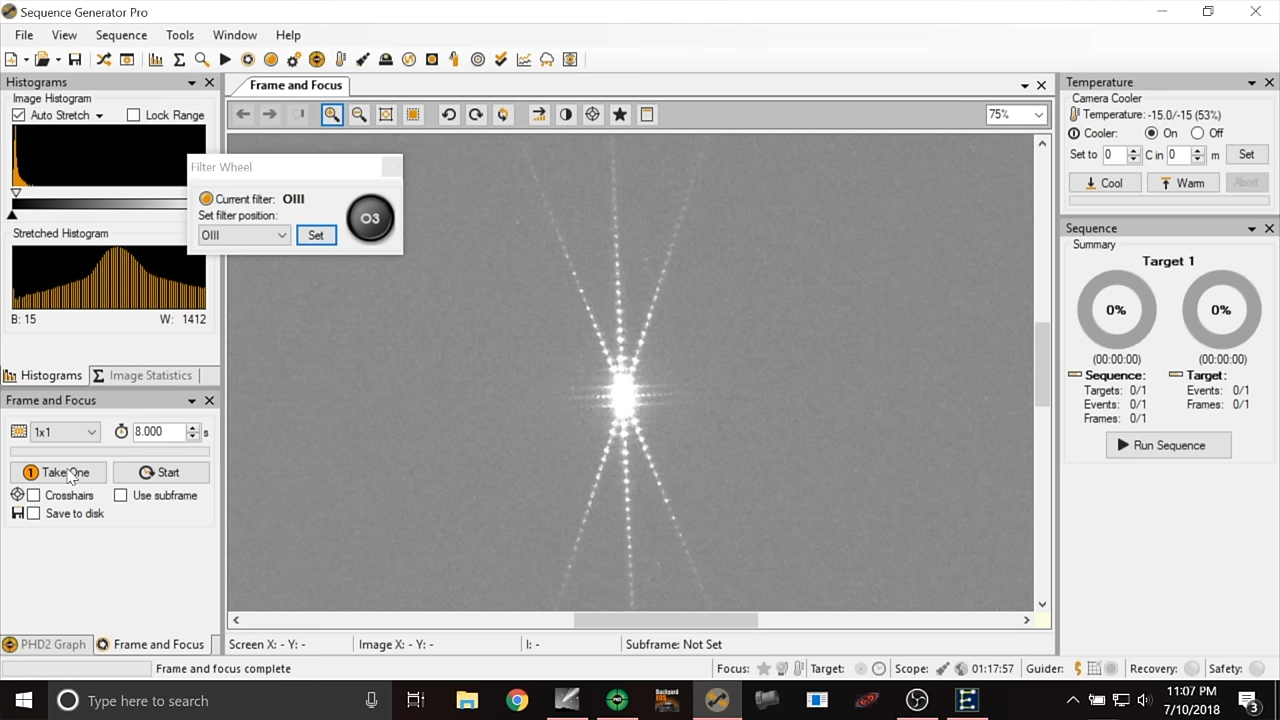 Sequence Generator Pro
File View Sequence Tools Window Help
Histograms
Image Histogram
Auto Stretch
Lock Range
Stretched Histogram
B: 15 W: 1412
Histograms
Image Statistics
Frame and Focus
1x1
8.000 s
1 Take One
Start
Crosshairs
Use subframe
Save to disk
PHD2 Graph
Frame and Focus
Frame and Focus
75%
Filter Wheel
Current filter: OIII
Set filter position:
OIII
Set
O3
Screen X: - Y: -
Image X: - Y: -
I: -
Subframe: Not Set
Temperature
Camera Cooler
Temperature: -15.0/-15 (53%)
Cooler: On Off
Set to 0 C in 0 m Set
Cool Warm Abort
Sequence
Summary
Target 1
0% 0%
(00:00:00) (00:00:00)
Sequence: Target:
Targets: 0/1 Events: 0/1
Events: 0/1 Frames: 0/1
Frames: 0/1
Run Sequence
Frame and focus complete
Focus: Target: Scope: 01:17:57 Guider: Recovery: Safety:
Type here to search
11:07 PM
7/10/2018
3